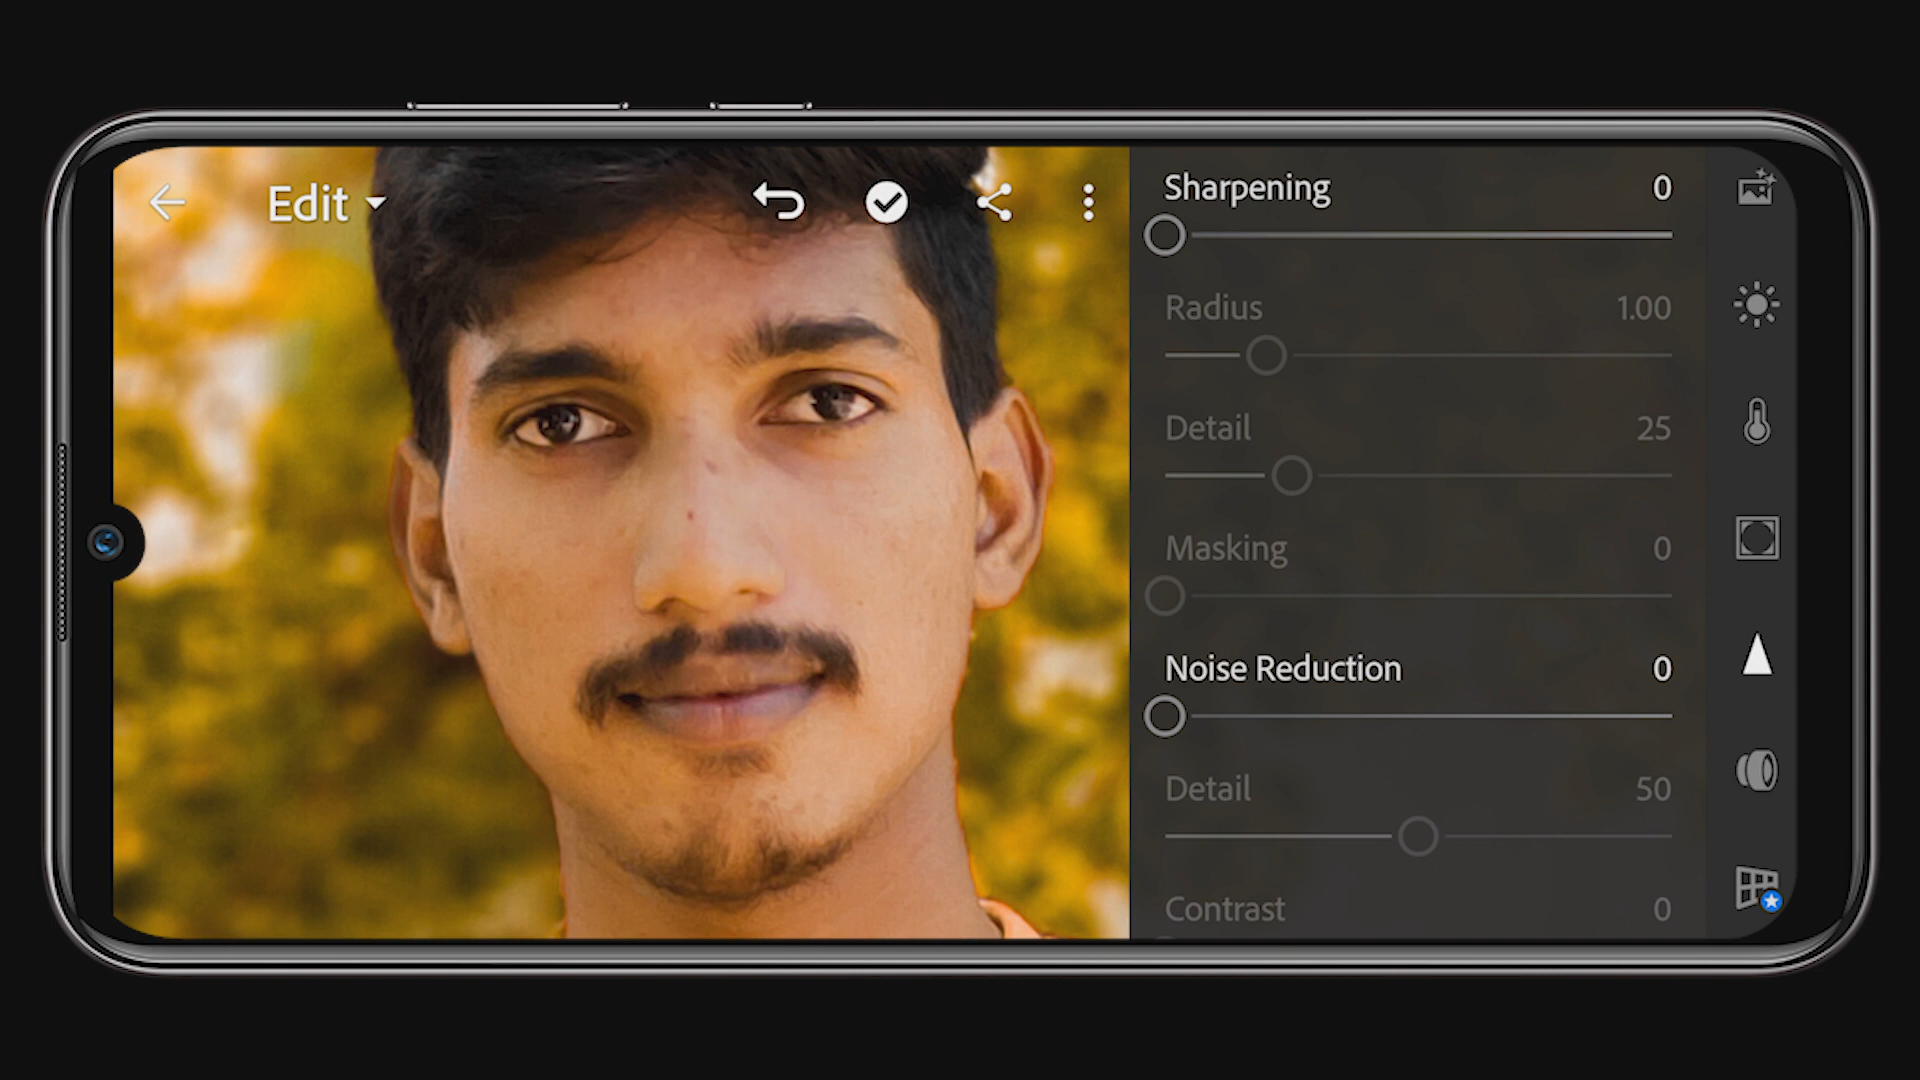 Edit
Sharpening 0
Radius 1.00
Detail 25
Masking 0
Noise Reduction 0
Detail 50
Contrast 0